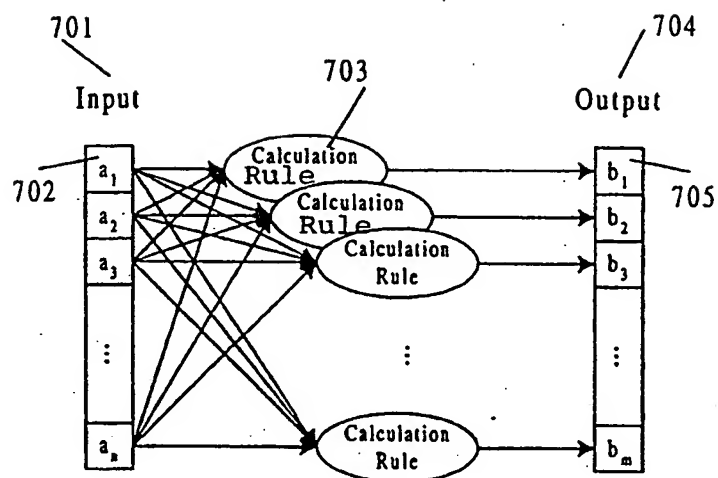 701
704
703
Input
Output
702
705
a₁
a₂
a₃
⋮
aₙ
Calculation
Rule
Calculation
Rule
Calculation
Rule
⋮
Calculation
Rule
b₁
b₂
b₃
⋮
bₘ